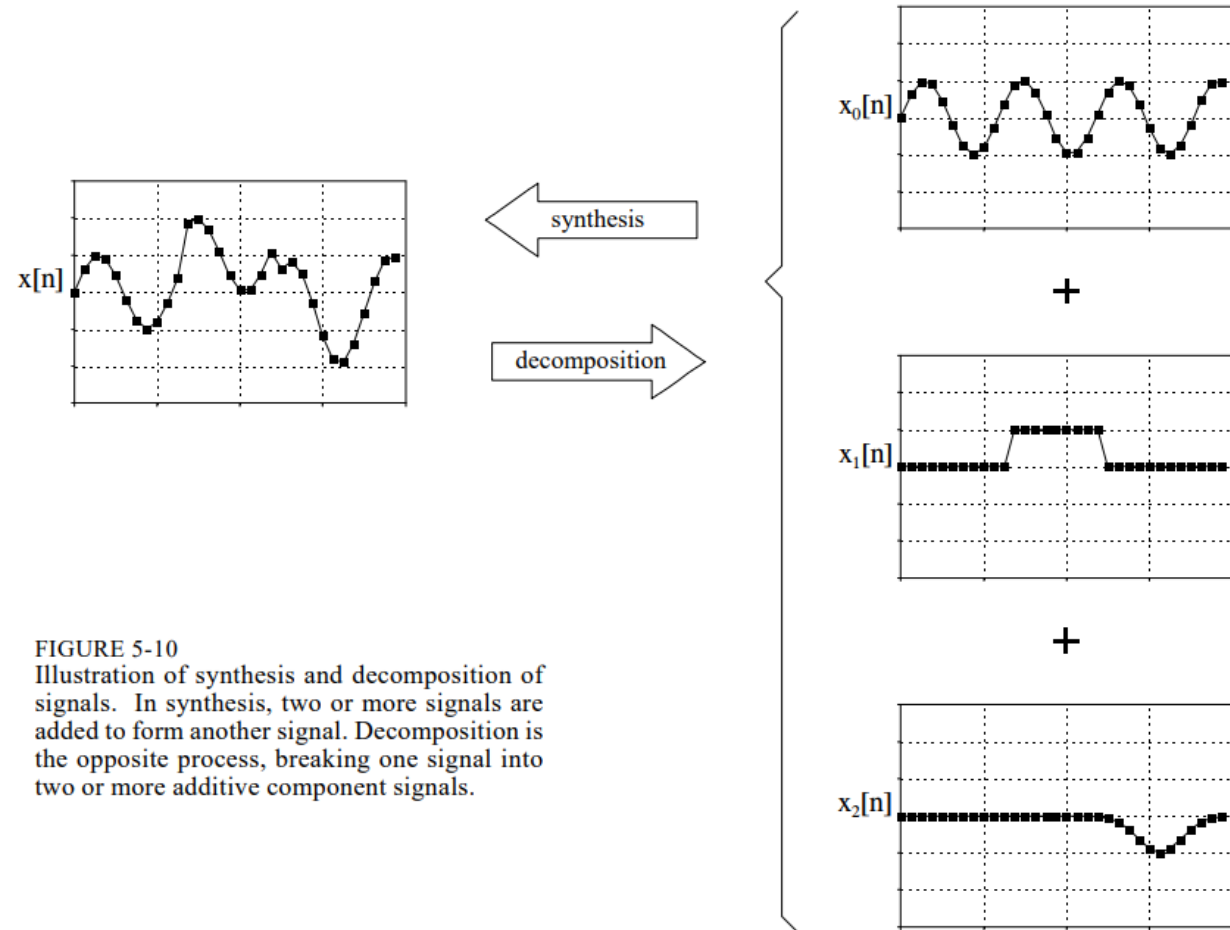 x[n]
synthesis
decomposition
x₀[n]
+
x₁[n]
+
x₂[n]
FIGURE 5-10
Illustration of synthesis and decomposition of
signals. In synthesis, two or more signals are
added to form another signal. Decomposition is
the opposite process, breaking one signal into
two or more additive component signals.